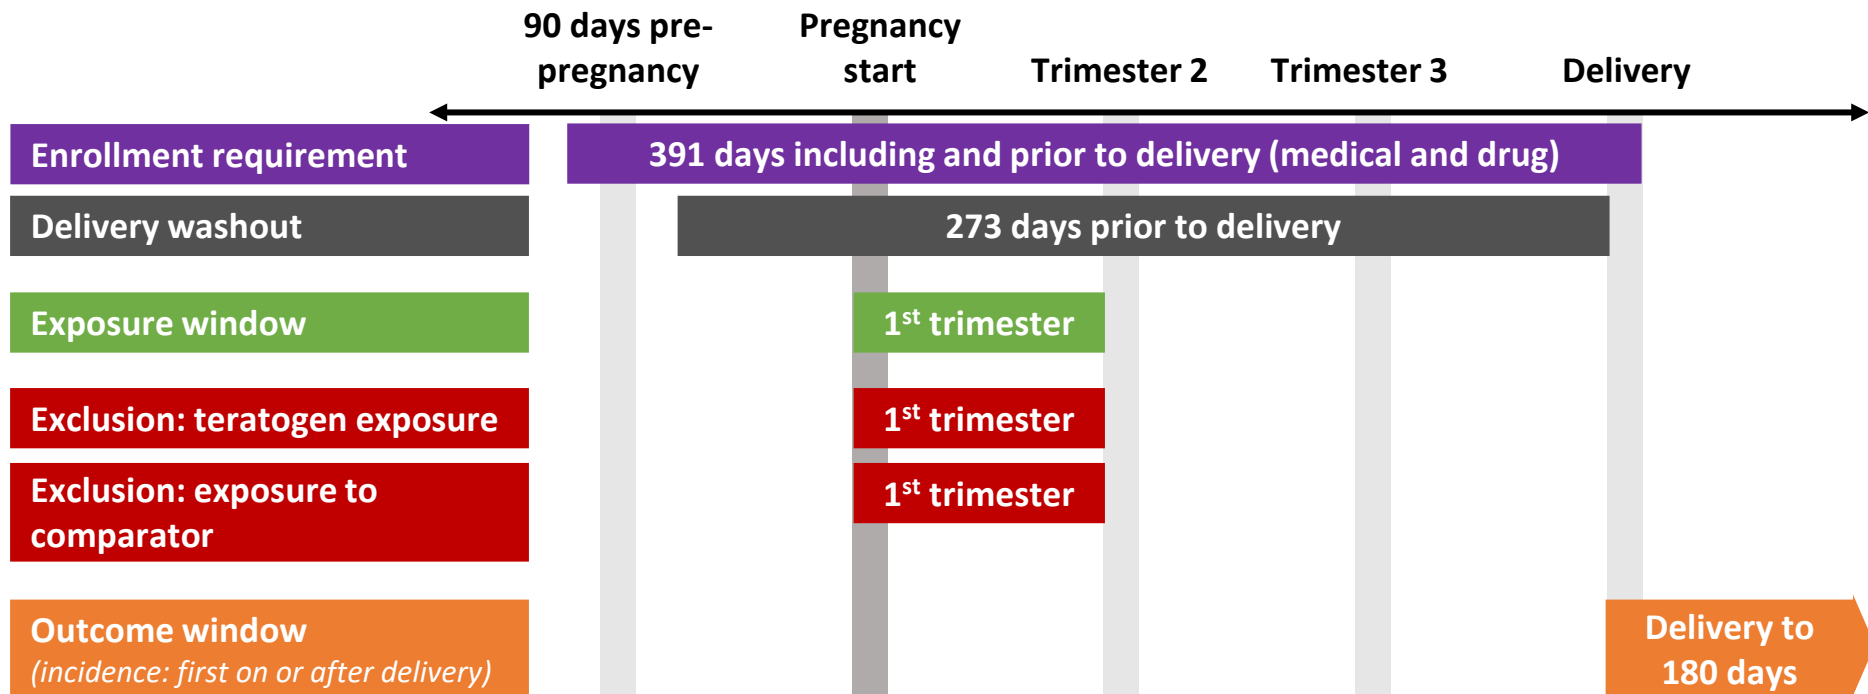 90 days pre-
pregnancy
Pregnancy
start
Trimester 2
Trimester 3
Delivery
Enrollment requirement
391 days including and prior to delivery (medical and drug)
Delivery washout
273 days prior to delivery
Exposure window
1st trimester
Exclusion: teratogen exposure
1st trimester
Exclusion: exposure to
comparator
1st trimester
Outcome window
(incidence: first on or after delivery)
Delivery to
180 days